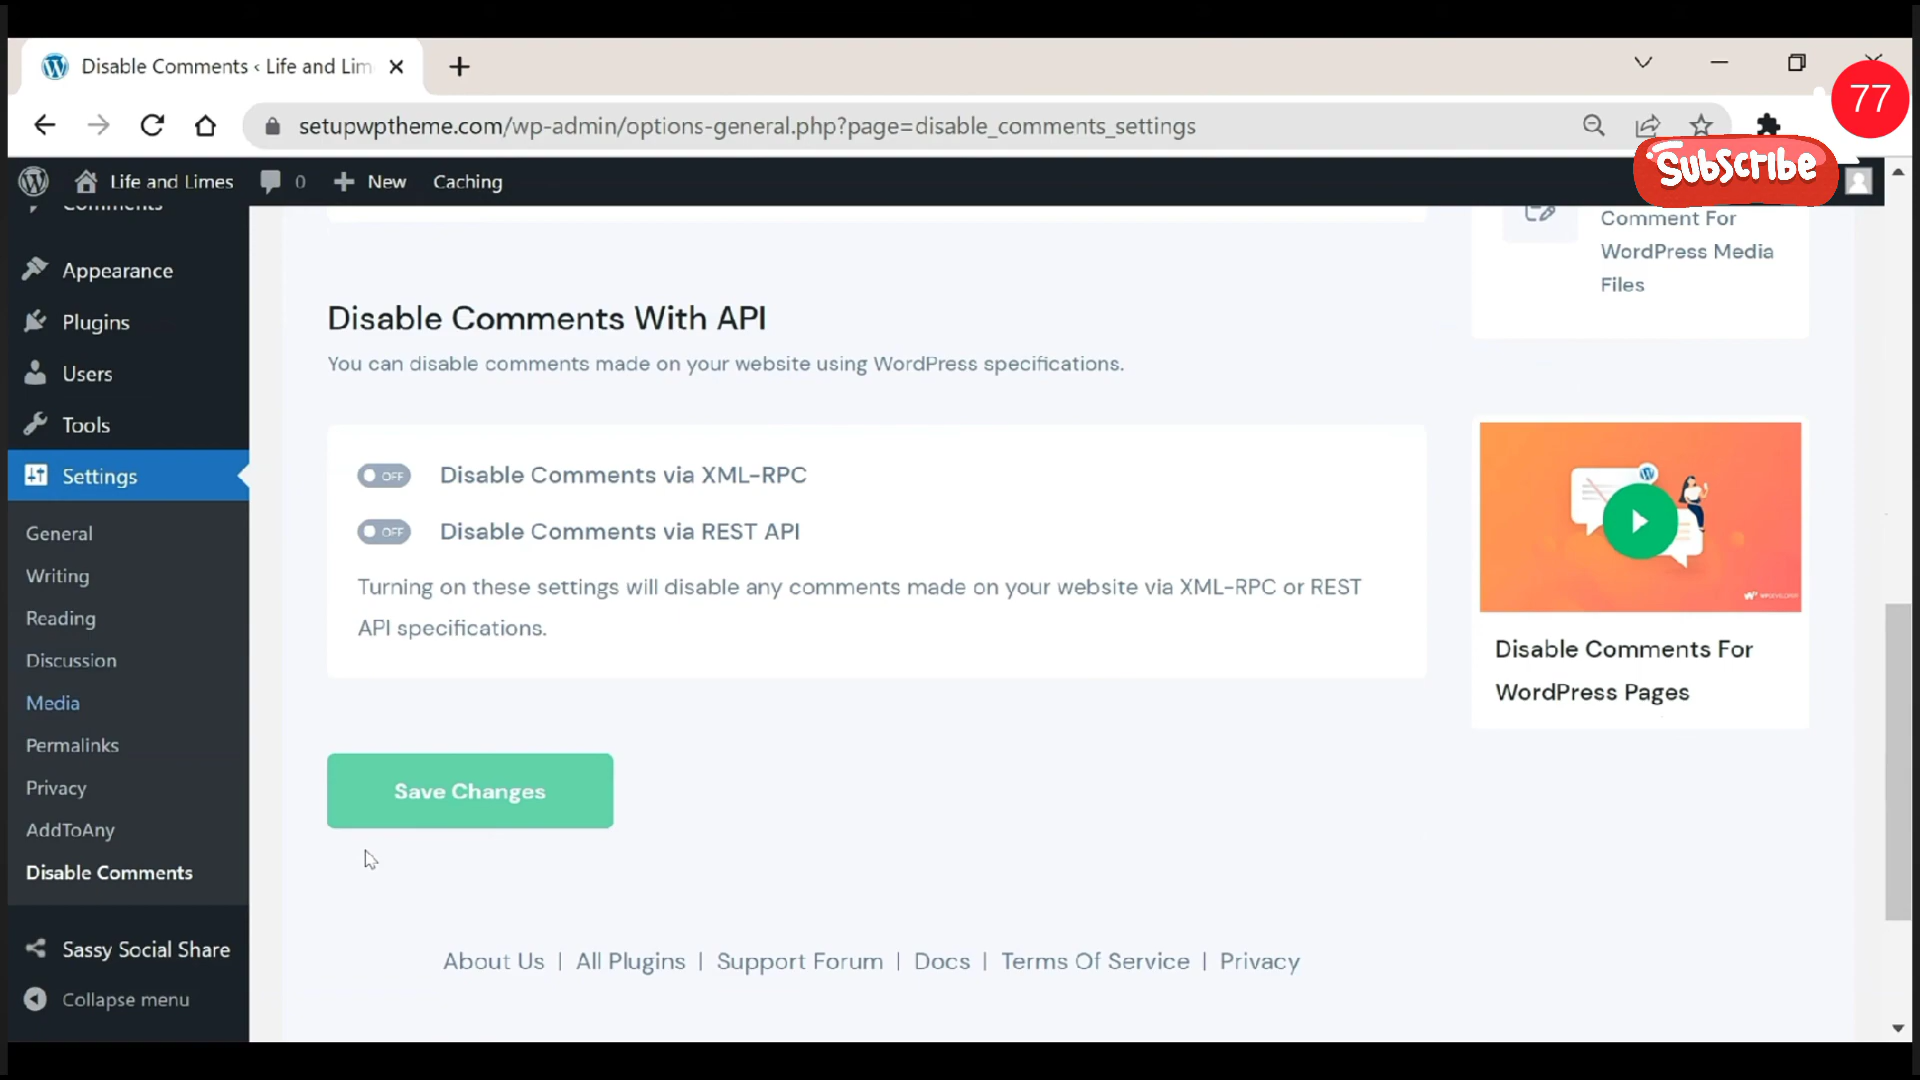 Disable Comments ‹ Life and Lim
77
setupwptheme.com/wp-admin/options-general.php?page=disable_comments_settings
Subscribe
Life and Limes
0
New
Caching
Comments
Appearance
Plugins
Users
Tools
Settings
General
Writing
Reading
Discussion
Media
Permalinks
Privacy
AddToAny
Disable Comments
Sassy Social Share
Collapse menu
Disable Comments With API
You can disable comments made on your website using WordPress specifications.
OFF Disable Comments via XML-RPC
OFF Disable Comments via REST API
Turning on these settings will disable any comments made on your website via XML-RPC or REST
API specifications.
Save Changes
Comment For
WordPress Media
Files
WPDEVELOPER
Disable Comments For
WordPress Pages
About Us | All Plugins | Support Forum | Docs | Terms Of Service | Privacy